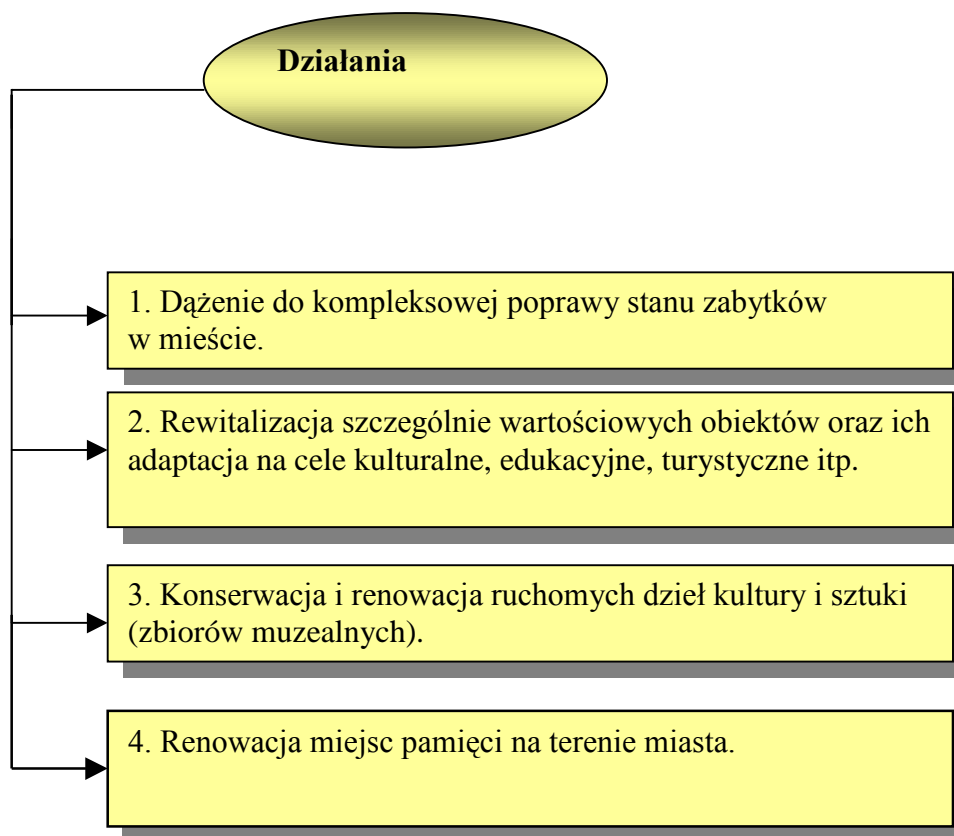 Działania
1. Dążenie do kompleksowej poprawy stanu zabytków
w mieście.
2. Rewitalizacja szczególnie wartościowych obiektów oraz ich
adaptacja na cele kulturalne, edukacyjne, turystyczne itp.
3. Konserwacja i renowacja ruchomych dzieł kultury i sztuki
(zbiorów muzealnych).
4. Renowacja miejsc pamięci na terenie miasta.